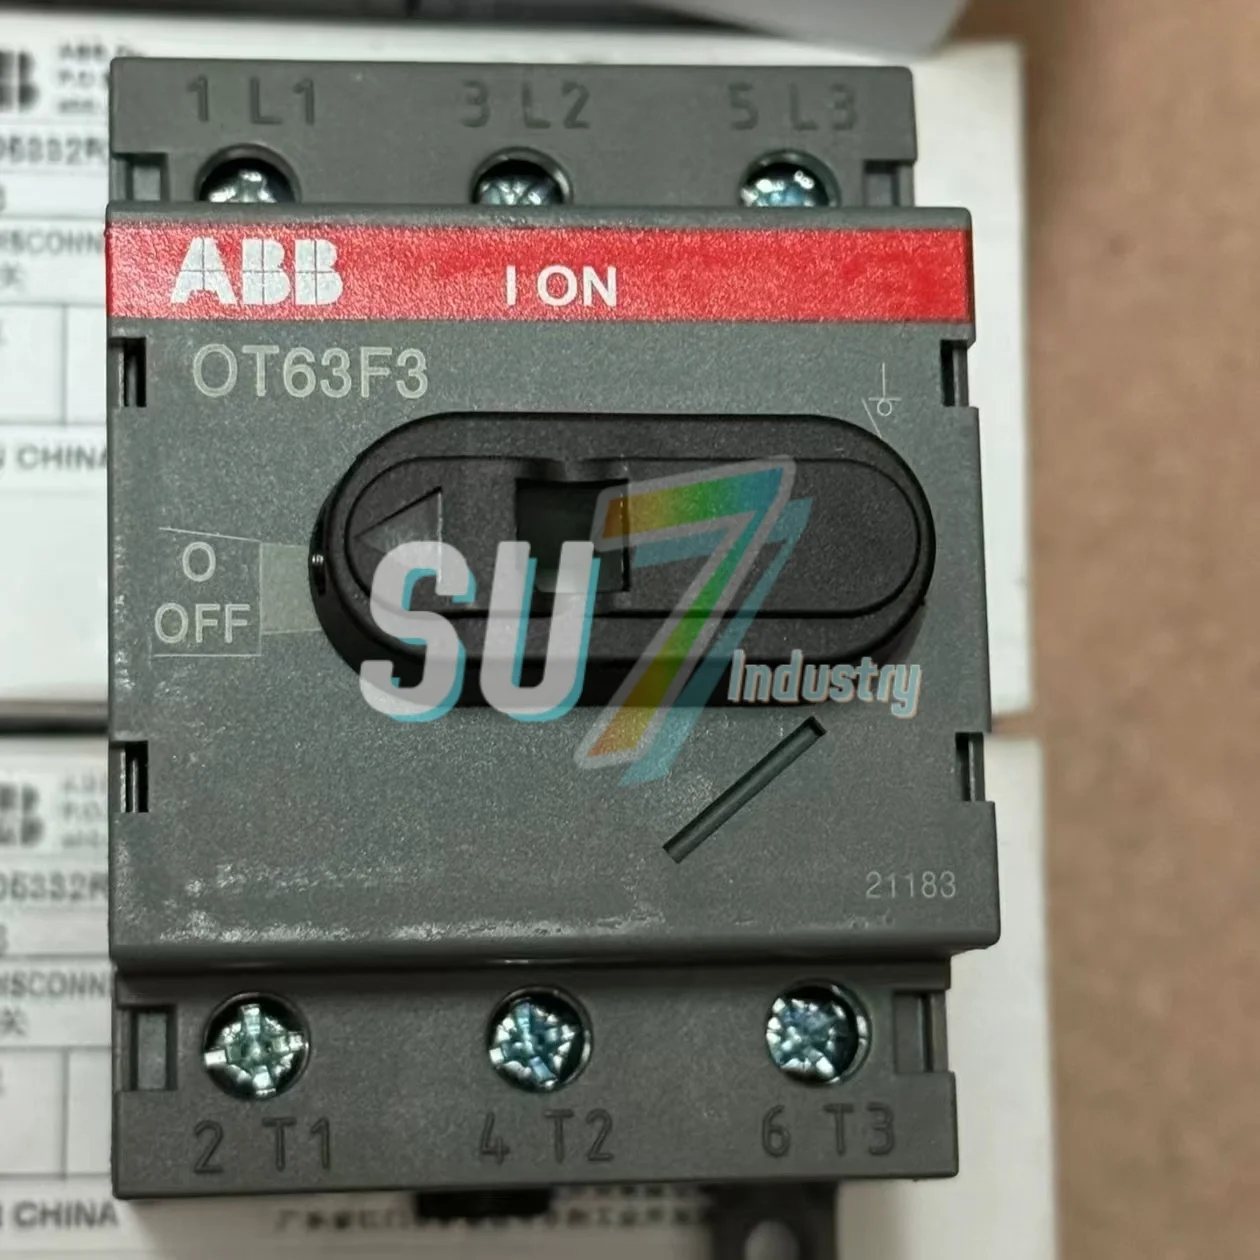 1 L1 3 L2 5 L3
ABB
I ON
OT63F3
O
OFF
SU7
Industry
21183
2 T1 4 T2 6 T3
CHINA
CHINA